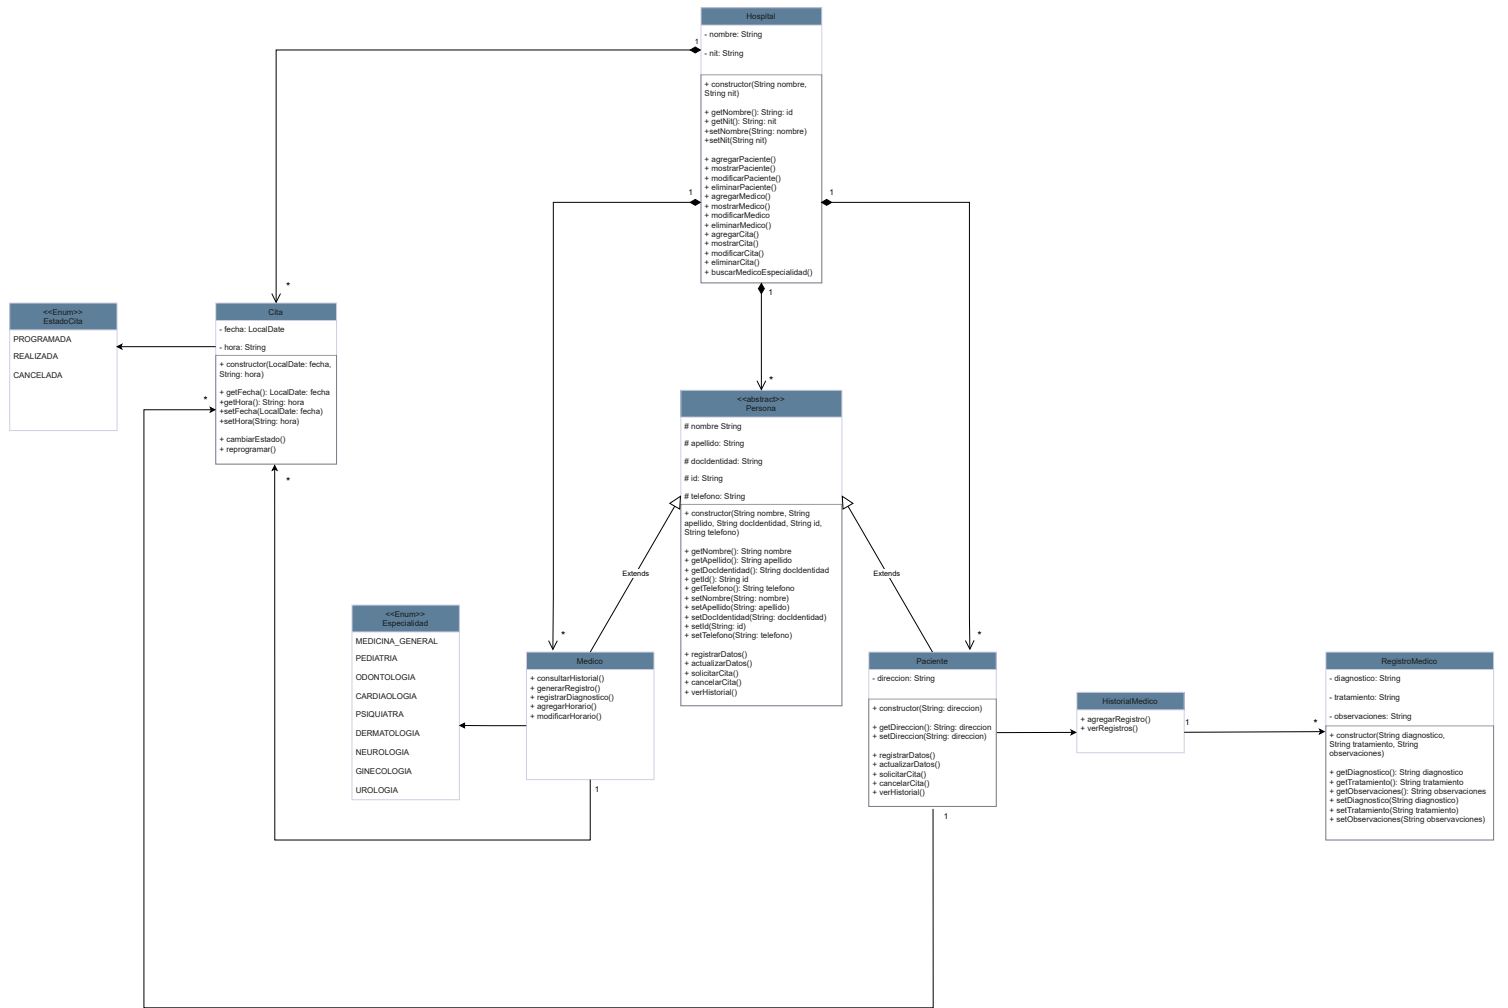 Hospital
- nombre: String
- nit: String
+ constructor(String nombre,
String nit)
+ getNombre(): String: id
+ getNit(): String: nit
+setNombre(String: nombre)
+setNit(String nit)
+ agregarPaciente()
+ mostrarPaciente()
+ modificarPaciente()
+ eliminarPaciente()
+ agregarMedico()
+ mostrarMedico()
+ modificarMedico
+ eliminarMedico()
+ agregarCita()
+ mostrarCita()
+ modificarCita()
+ eliminarCita()
+ buscarMedicoEspecialidad()
1
1
1
1
*
*
<<Enum>>
EstadoCita
PROGRAMADA
REALIZADA
CANCELADA
Cita
- fecha: LocalDate
- hora: String
+ constructor(LocalDate: fecha,
String: hora)
+ getFecha(): LocalDate: fecha
+getHora(): String: hora
+setFecha(LocalDate: fecha)
+setHora(String: hora)
+ cambiarEstado()
+ reprogramar()
*
*
<<abstract>>
Persona
# nombre String
# apellido: String
# docIdentidad: String
# id: String
# telefono: String
+ constructor(String nombre, String
apellido, String docIdentidad, String id,
String telefono)
+ getNombre(): String nombre
+ getApellido(): String apellido
+ getDocIdentidad(): String docIdentidad
+ getId(): String id
+ getTelefono(): String telefono
+ setNombre(String: nombre)
+ setApellido(String: apellido)
+ setDocIdentidad(String: docIdentidad)
+ setId(String: id)
+ setTelefono(String: telefono)
+ registrarDatos()
+ actualizarDatos()
+ solicitarCita()
+ cancelarCita()
+ verHistorial()
Extends
Extends
<<Enum>>
Especialidad
MEDICINA_GENERAL
PEDIATRIA
ODONTOLOGIA
CARDIAOLOGIA
PSIQUIATRA
DERMATOLOGIA
NEUROLOGIA
GINECOLOGIA
UROLOGIA
*
Medico
+ consultarHistorial()
+ generarRegistro()
+ registrarDiagnostico()
+ agregarHorario()
+ modificarHorario()
1
*
Paciente
- direccion: String
+ constructor(String: direccion)
+ getDireccion(): String: direccion
+ setDireccion(String: direccion)
+ registrarDatos()
+ actualizarDatos()
+ solicitarCita()
+ cancelarCita()
+ verHistorial()
1
HistorialMedico
+ agregarRegistro()
+ verRegistros()
1
*
RegistroMedico
- diagnostico: String
- tratamiento: String
- observaciones: String
+ constructor(String diagnostico,
String tratamiento, String
observaciones)
+ getDiagnostico(): String diagnostico
+ getTratamiento(): String tratamiento
+ getObservaciones(): String observaciones
+ setDiagnostico(String diagnostico)
+ setTratamiento(String tratamiento)
+ setObservaciones(String observavciones)